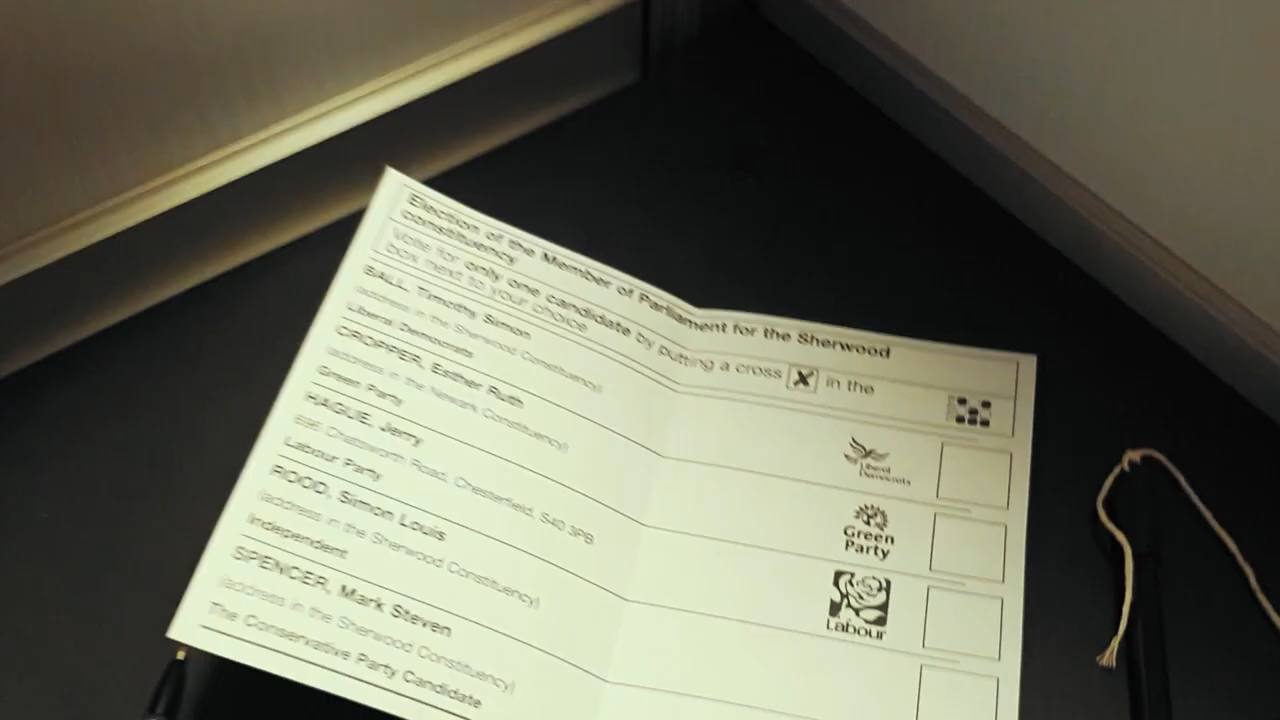 Election of the Member of Parliament for the Sherwood
constituency
Vote for only one candidate by putting a cross X in the
box next to your choice
BALL, Timothy Simon
(address in the Sherwood Constituency)
Liberal Democrats
Liberal
Democrats
CROPPER, Esther Ruth
(address in the Newark Constituency)
Green Party
Green
Party
HAGUE, Jerry
Chatsworth Road, Chesterfield, S40 3PB
Labour Party
Labour
ROOD, Simon Louis
(address in the Sherwood Constituency)
Independent
SPENCER, Mark Steven
(address in the Sherwood Constituency)
The Conservative Party Candidate